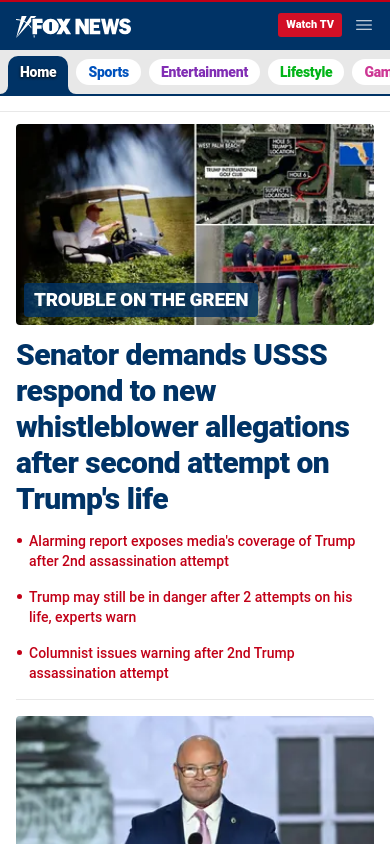 FOX NEWS
Watch TV
Home
Sports
Entertainment
Lifestyle
WEST PALM BEACH
HOLE 5:
TRUMP'S
LOCATION
TRUMP INTERNATIONAL
GOLF CLUB
HOLE 6
SUSPECT'S
LOCATION
TROUBLE ON THE GREEN
Senator demands USSS
respond to new
whistleblower allegations
after second attempt on
Trump's life
• Alarming report exposes media's coverage of Trump
after 2nd assassination attempt
• Trump may still be in danger after 2 attempts on his
life, experts warn
• Columnist issues warning after 2nd Trump
assassination attempt